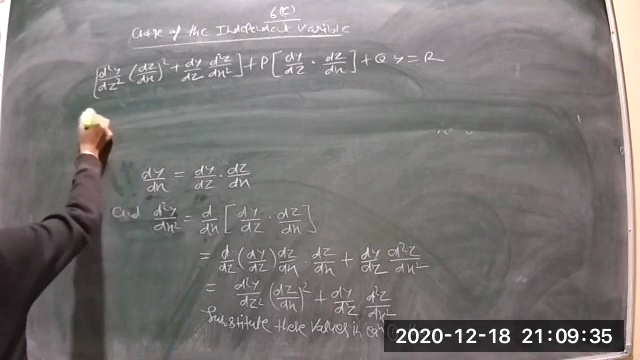 6(c)
of the Independent Variable
[d²y/dz² (dz/dx)² + dy/dz d²z/dx²] + P[dy/dz · dz/dx] + Qy = R
dy/dx = dy/dz · dz/dx
and d²y/dx² = d/dx [dy/dz · dz/dx]
= d/dz (dy/dz) dz/dx · dz/dx + dy/dz d²z/dx²
= d²y/dz² (dz/dx)² + dy/dz d²z/dx²
Substitute these values in
2020-12-18 21:09:35